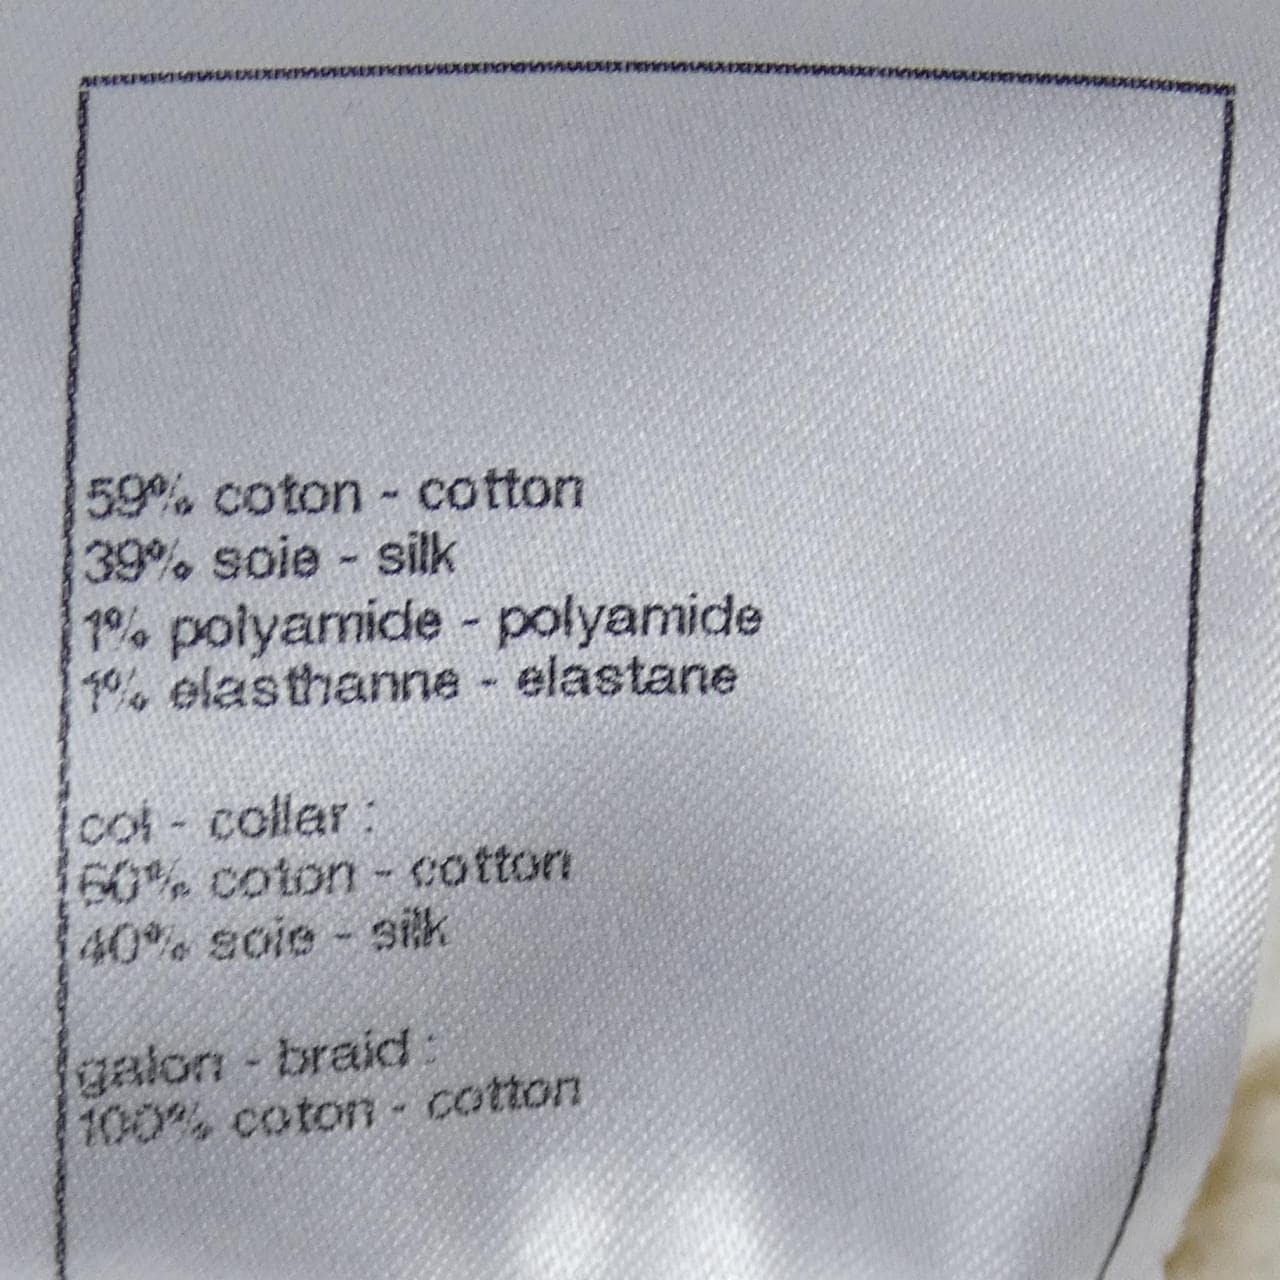 59% coton - cotton
39% soie - silk
1% polyamide - polyamide
1% elasthanne - elastane
col - collar :
60% coton - cotton
40% soie - silk
galon - braid :
100% coton - cotton